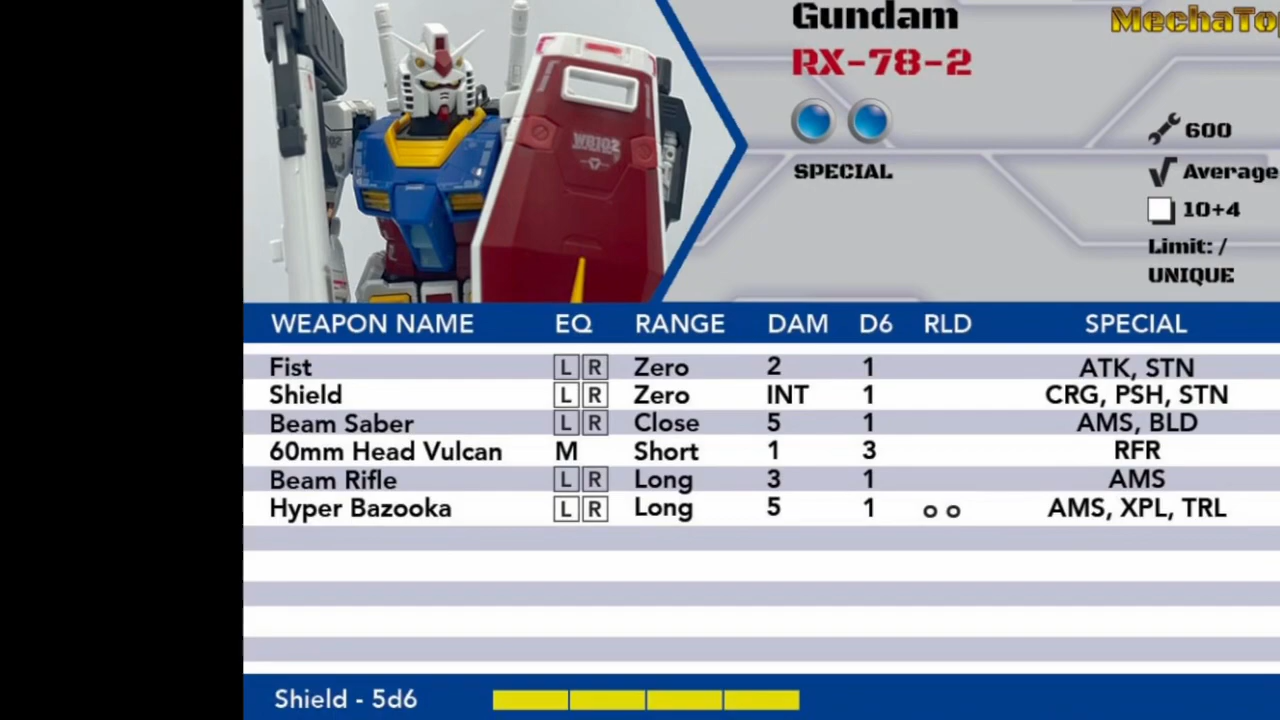 Gundam
MechaTop
RX-78-2
600
SPECIAL
Average
10+4
Limit: /
UNIQUE
WB102
WEAPON NAME EQ RANGE DAM D6 RLD SPECIAL
Fist L R Zero 2 1 ATK, STN
Shield L R Zero INT 1 CRG, PSH, STN
Beam Saber L R Close 5 1 AMS, BLD
60mm Head Vulcan M Short 1 3 RFR
Beam Rifle L R Long 3 1 AMS
Hyper Bazooka L R Long 5 1 o o AMS, XPL, TRL
Shield - 5d6